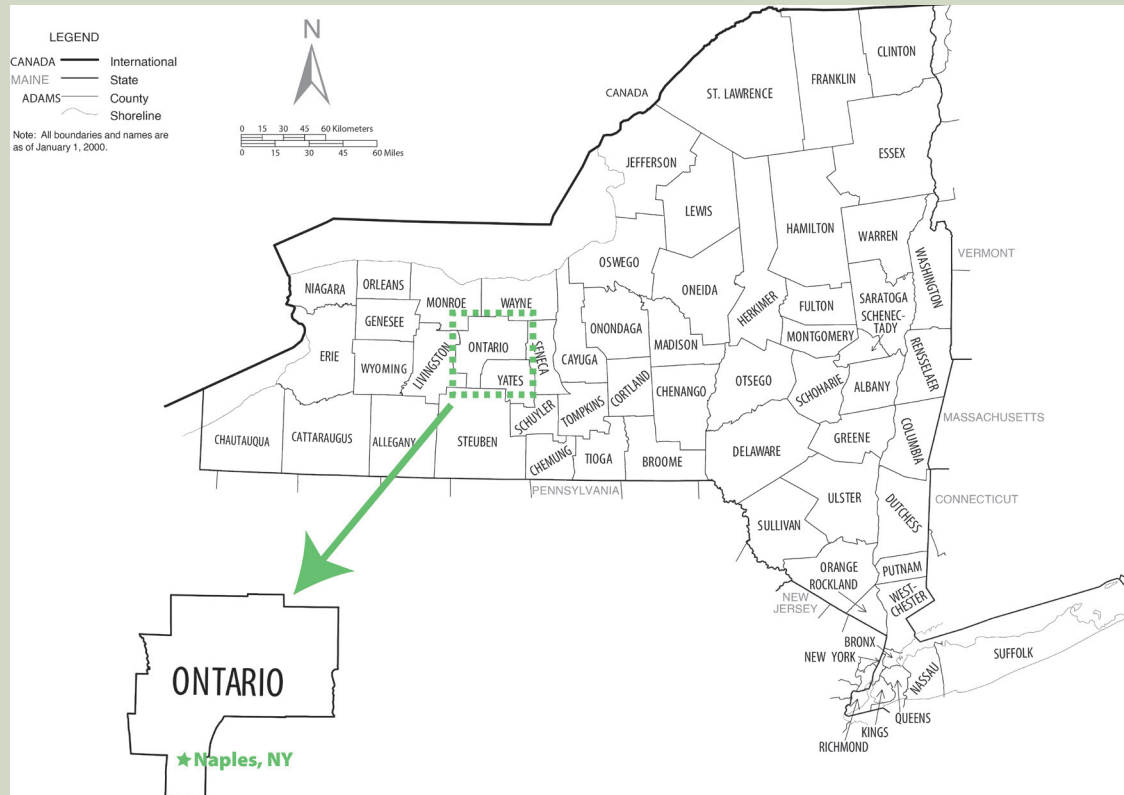 LEGEND
CANADA International
MAINE State
ADAMS County
Shoreline
Note: All boundaries and names are
as of January 1, 2000.
N
0 15 30 45 60 Kilometers
0 15 30 45 60 Miles
CANADA
CLINTON
FRANKLIN
ST. LAWRENCE
ESSEX
JEFFERSON
LEWIS
HAMILTON
WARREN
WASHINGTON
VERMONT
OSWEGO
ONEIDA
HERKIMER
FULTON
SARATOGA
SCHENEC-
TADY
MONTGOMERY
NIAGARA
ORLEANS
MONROE
WAYNE
GENESEE
ONTARIO
SENECA
CAYUGA
ONONDAGA
MADISON
ERIE
WYOMING
LIVINGSTON
YATES
CORTLAND
CHENANGO
OTSEGO
SCHOHARIE
ALBANY
RENSSELAER
MASSACHUSETTS
SCHUYLER
TOMPKINS
CHAUTAUQUA
CATTARAUGUS
ALLEGANY
STEUBEN
CHEMUNG
TIOGA
BROOME
DELAWARE
GREENE
COLUMBIA
PENNSYLVANIA
CONNECTICUT
ULSTER
DUTCHESS
SULLIVAN
ORANGE
PUTNAM
ROCKLAND
WEST-
CHESTER
NEW
JERSEY
BRONX
NEW YORK
NASSAU
SUFFOLK
QUEENS
KINGS
RICHMOND
ONTARIO
Naples, NY